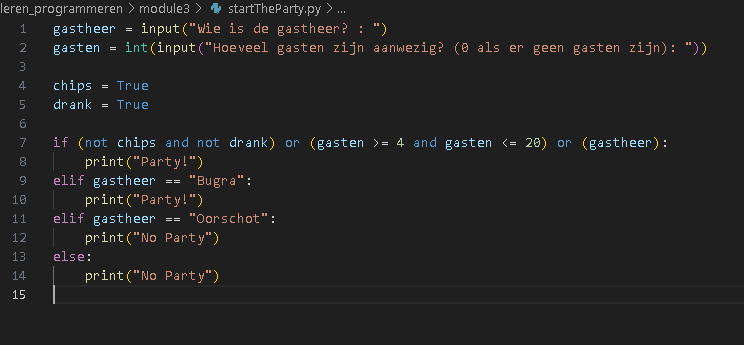 leren_programmeren > module3 > startTheParty.py > ...
1 gastheer = input("Wie is de gastheer? : ")
2 gasten = int(input("Hoeveel gasten zijn aanwezig? (0 als er geen gasten zijn): "))
3
4 chips = True
5 drank = True
6
7 if (not chips and not drank) or (gasten >= 4 and gasten <= 20) or (gastheer):
8     print("Party!")
9 elif gastheer == "Bugra":
10     print("Party!")
11 elif gastheer == "Oorschot":
12     print("No Party")
13 else:
14     print("No Party")
15